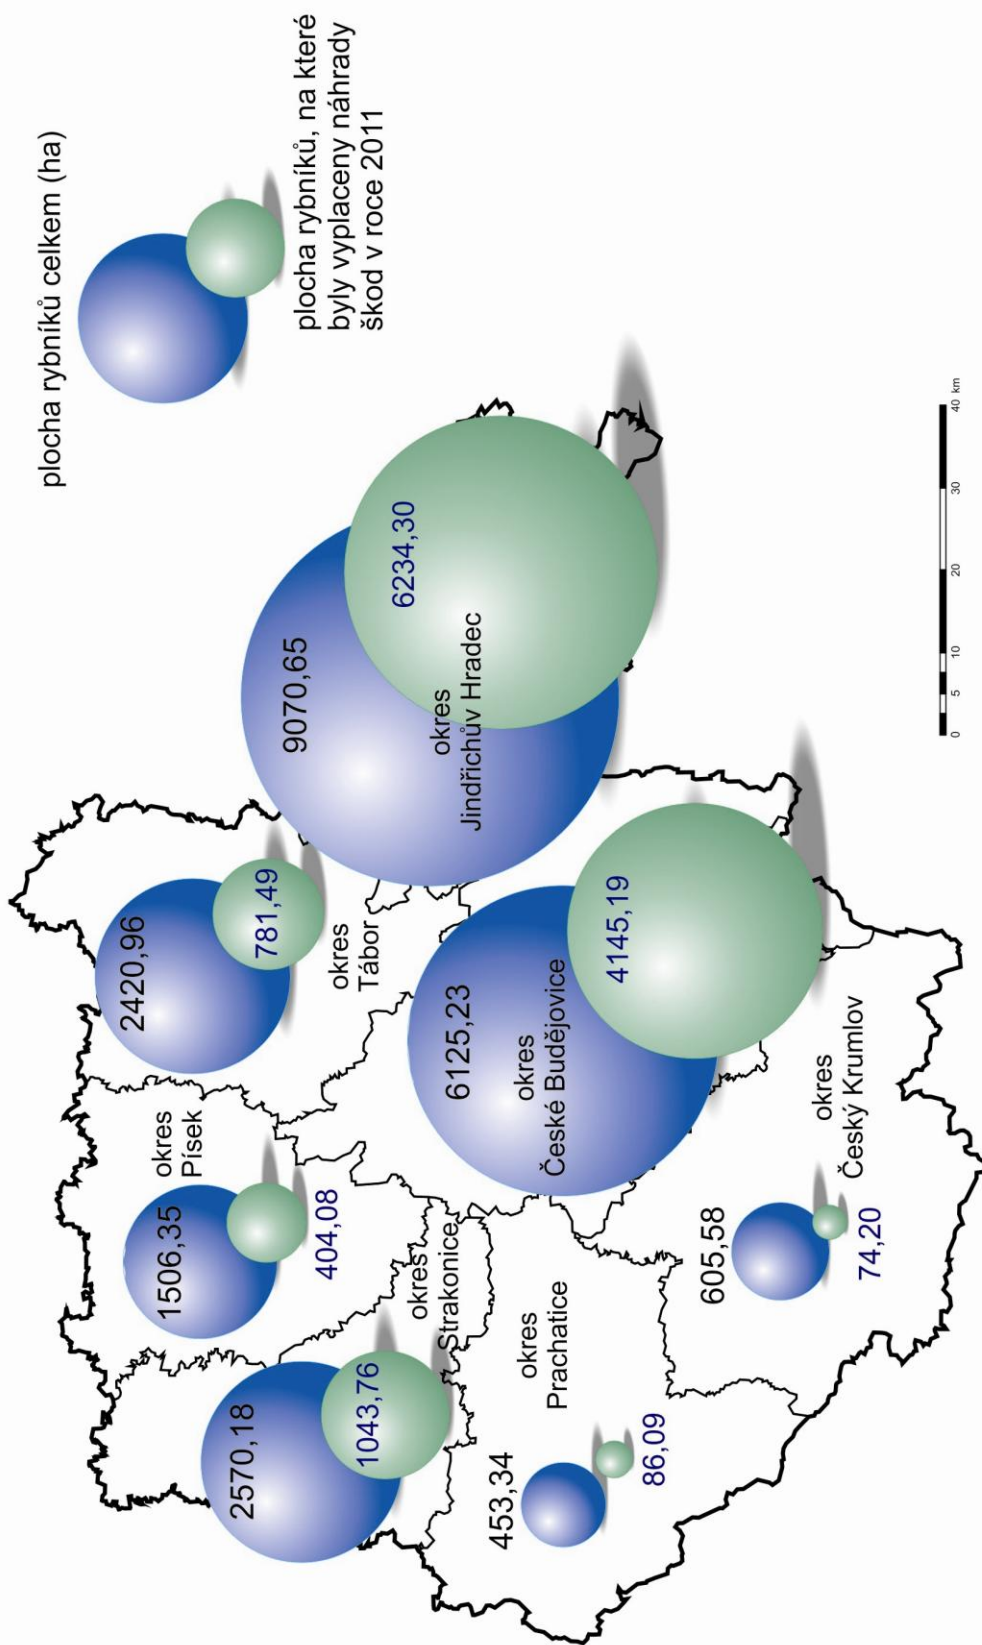 plocha rybníků celkem (ha)
plocha rybníků, na které
byly vyplaceny náhrady
škod v roce 2011
2420,96
781,49
okres
Tábor
okres
Písek
1506,35
404,08
2570,18
1043,76
okres
Strakonice
9070,65
6234,30
okres
Jindřichův Hradec
6125,23
okres
České Budějovice
4145,19
okres
Prachatice
453,34
86,09
605,58
74,20
okres
Český Krumlov
0 5 10 20 30 40 km